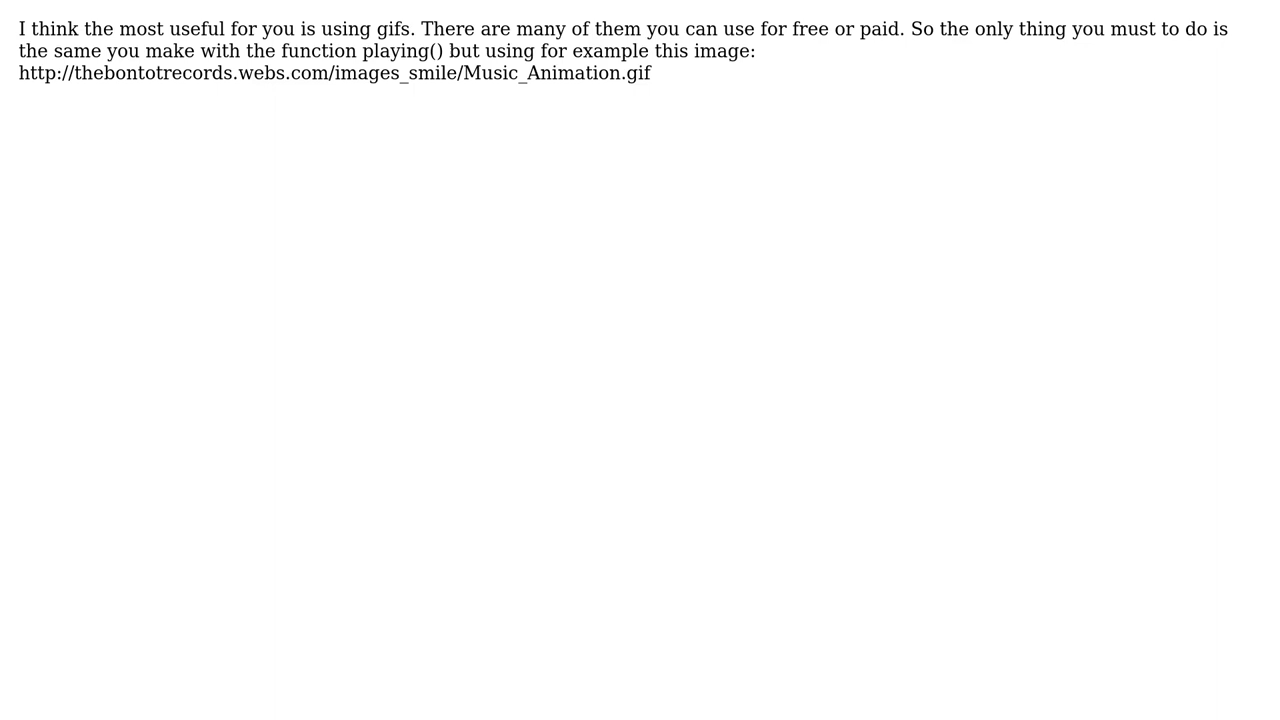 I think the most useful for you is using gifs. There are many of them you can use for free or paid. So the only thing you must to do is
the same you make with the function playing() but using for example this image:
http://thebontotrecords.webs.com/images_smile/Music_Animation.gif